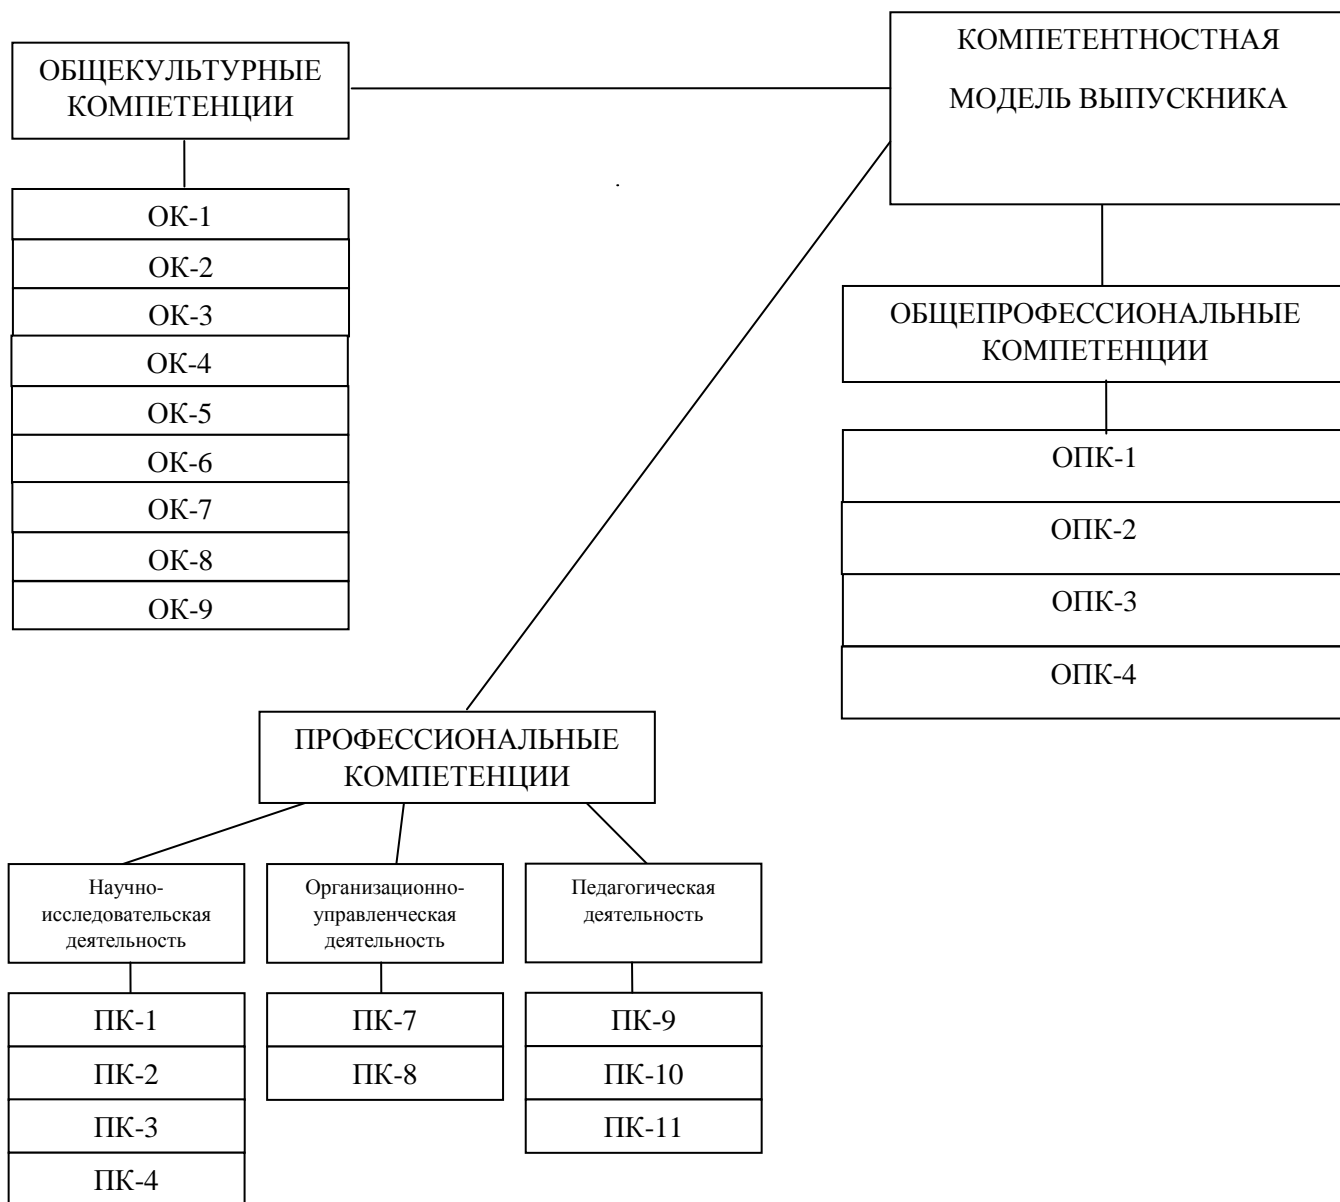 ОБЩЕКУЛЬТУРНЫЕ
КОМПЕТЕНЦИИ
КОМПЕТЕНТНОСТНАЯ
МОДЕЛЬ ВЫПУСКНИКА
ОК-1
ОК-2
ОК-3
ОК-4
ОК-5
ОК-6
ОК-7
ОК-8
ОК-9
ОБЩЕПРОФЕССИОНАЛЬНЫЕ
КОМПЕТЕНЦИИ
ОПК-1
ОПК-2
ОПК-3
ОПК-4
ПРОФЕССИОНАЛЬНЫЕ
КОМПЕТЕНЦИИ
Научно-
исследовательская
деятельность
ПК-1
ПК-2
ПК-3
ПК-4
Организационно-
управленческая
деятельность
ПК-7
ПК-8
Педагогическая
деятельность
ПК-9
ПК-10
ПК-11